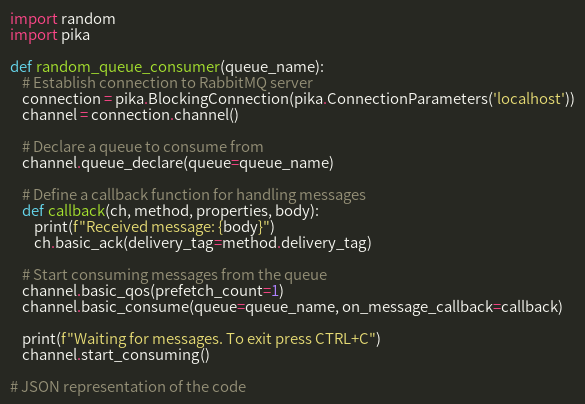 import random
import pika
def random_queue_consumer(queue_name):
# Establish connection to RabbitMQ server
connection = pika.BlockingConnection(pika.ConnectionParameters('localhost'))
channel = connection.channel()
# Declare a queue to consume from
channel.queue_declare(queue=queue_name)
# Define a callback function for handling messages
def callback(ch, method, properties, body):
print(f"Received message: {body}")
ch.basic_ack(delivery_tag=method.delivery_tag)
# Start consuming messages from the queue
channel.basic_qos(prefetch_count=1)
channel.basic_consume(queue=queue_name, on_message_callback=callback)
print(f"Waiting for messages. To exit press CTRL+C")
channel.start_consuming()
# JSON representation of the code